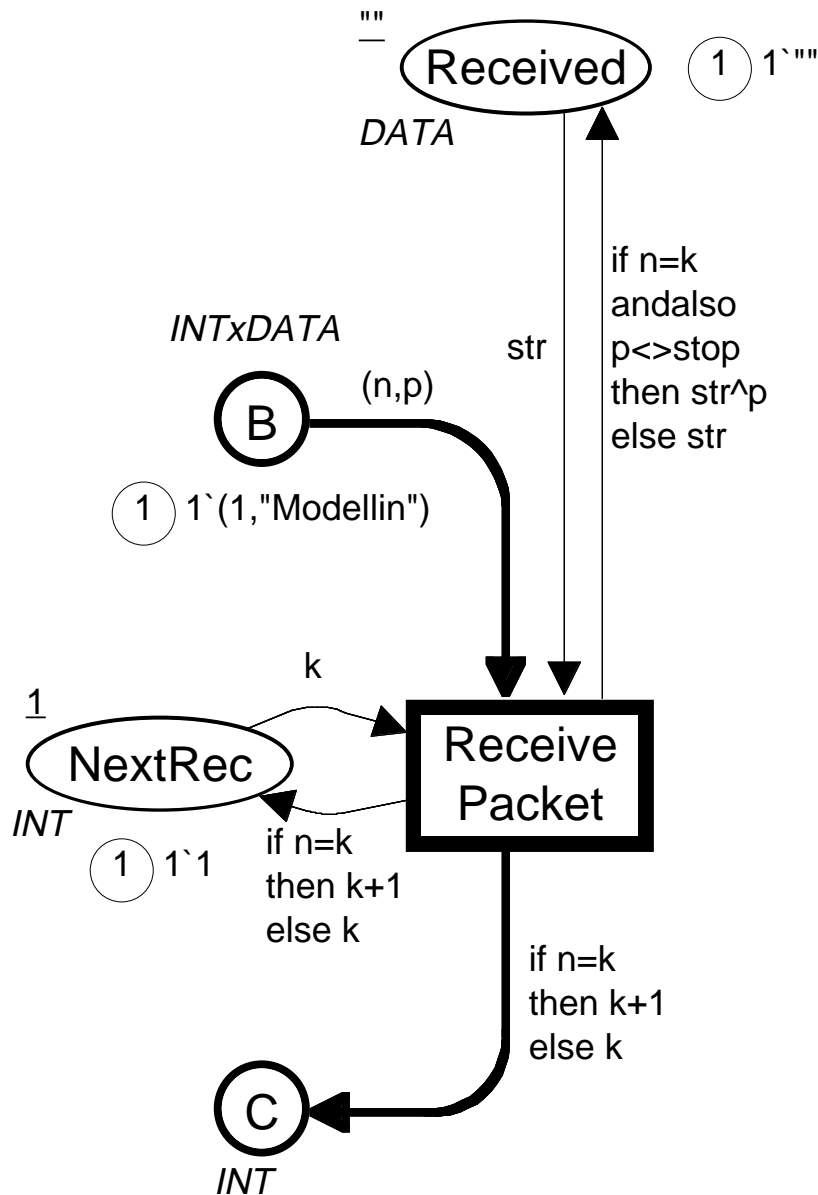 ""
Received
1 1`""
DATA
if n=k
andalso
p<>stop
then str^p
else str
str
INTxDATA
(n,p)
B
1 1`(1,"Modellin")
k
1
NextRec
INT
1 1`1
Receive
Packet
if n=k
then k+1
else k
if n=k
then k+1
else k
C
INT